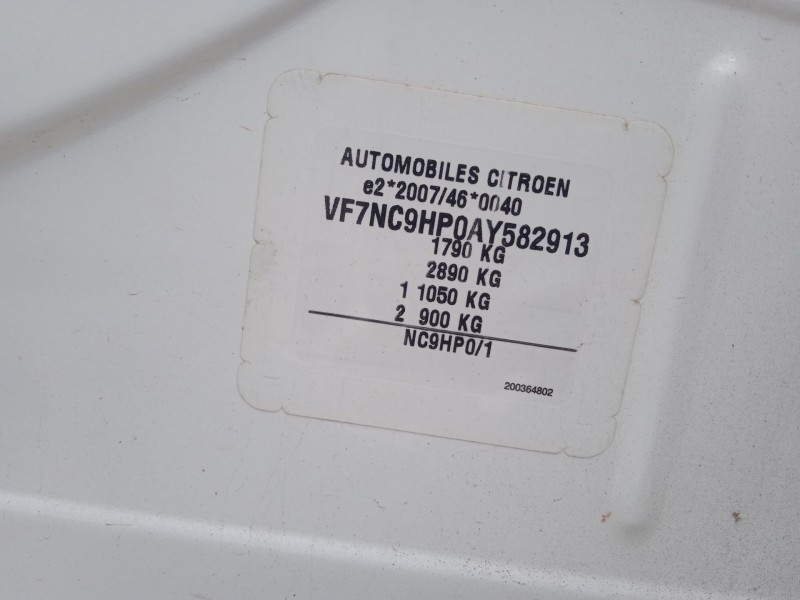 AUTOMOBILES CITROEN
e2*2007/46*0040
VF7NC9HP0AY582913
1790 KG
2890 KG
1 1050 KG
2 900 KG
NC9HP0/1
200364802